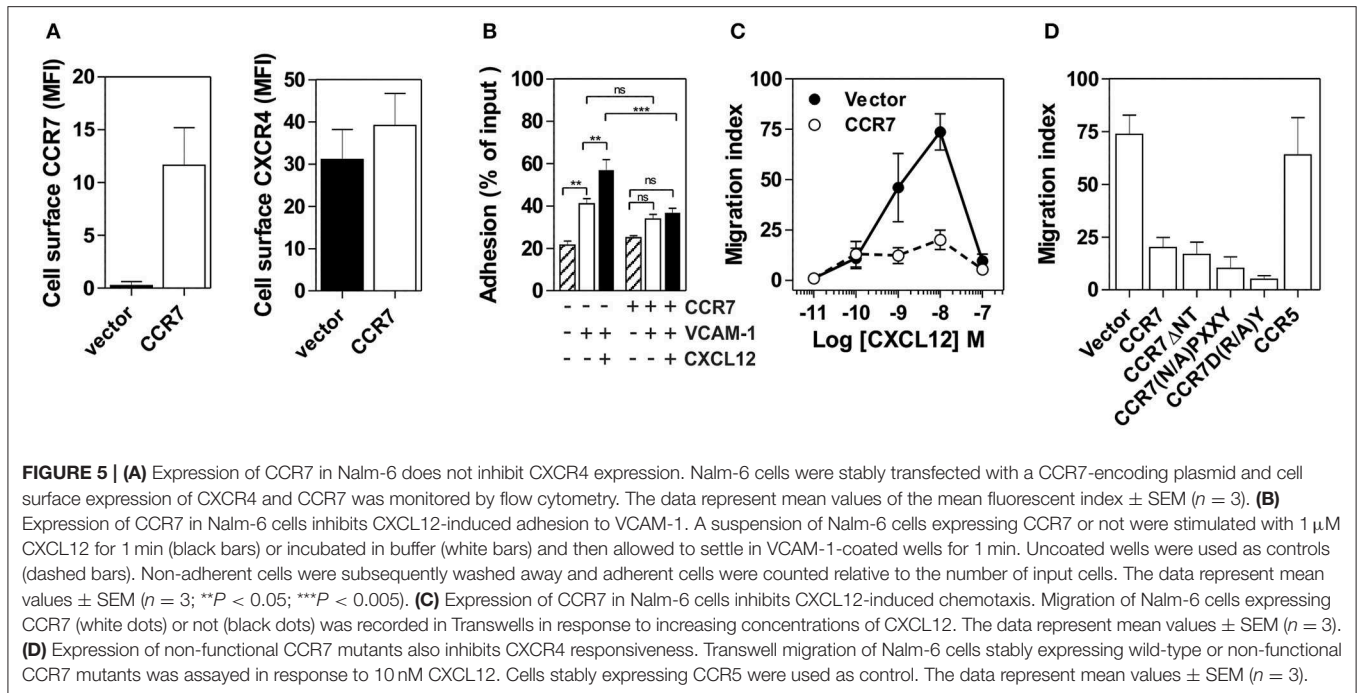 A
B
C
D
Cell surface CCR7 (MFI)
20
15
10
5
0
vector
CCR7
Cell surface CXCR4 (MFI)
50
40
30
20
10
0
vector
CCR7
Adhesion (% of input )
100
80
60
40
20
0
ns
***
**
**
ns
ns
- - - + + + CCR7
- + + - + + VCAM-1
- - + - - + CXCL12
Migration index
100
75
50
25
0
Vector
CCR7
-11 -10 -9 -8 -7
Log [CXCL12] M
Migration index
100
75
50
25
0
Vector
CCR7
CCR7 ΔNT
CCR7(N/A)PXXY
CCR7D(R/A)Y
CCR5
FIGURE 5 | (A) Expression of CCR7 in Nalm-6 does not inhibit CXCR4 expression. Nalm-6 cells were stably transfected with a CCR7-encoding plasmid and cell
surface expression of CXCR4 and CCR7 was monitored by flow cytometry. The data represent mean values of the mean fluorescent index ± SEM (n = 3). (B)
Expression of CCR7 in Nalm-6 cells inhibits CXCL12-induced adhesion to VCAM-1. A suspension of Nalm-6 cells expressing CCR7 or not were stimulated with 1 μM
CXCL12 for 1 min (black bars) or incubated in buffer (white bars) and then allowed to settle in VCAM-1-coated wells for 1 min. Uncoated wells were used as controls
(dashed bars). Non-adherent cells were subsequently washed away and adherent cells were counted relative to the number of input cells. The data represent mean
values ± SEM (n = 3; **P < 0.05; ***P < 0.005). (C) Expression of CCR7 in Nalm-6 cells inhibits CXCL12-induced chemotaxis. Migration of Nalm-6 cells expressing
CCR7 (white dots) or not (black dots) was recorded in Transwells in response to increasing concentrations of CXCL12. The data represent mean values ± SEM (n = 3).
(D) Expression of non-functional CCR7 mutants also inhibits CXCR4 responsiveness. Transwell migration of Nalm-6 cells stably expressing wild-type or non-functional
CCR7 mutants was assayed in response to 10 nM CXCL12. Cells stably expressing CCR5 were used as control. The data represent mean values ± SEM (n = 3).